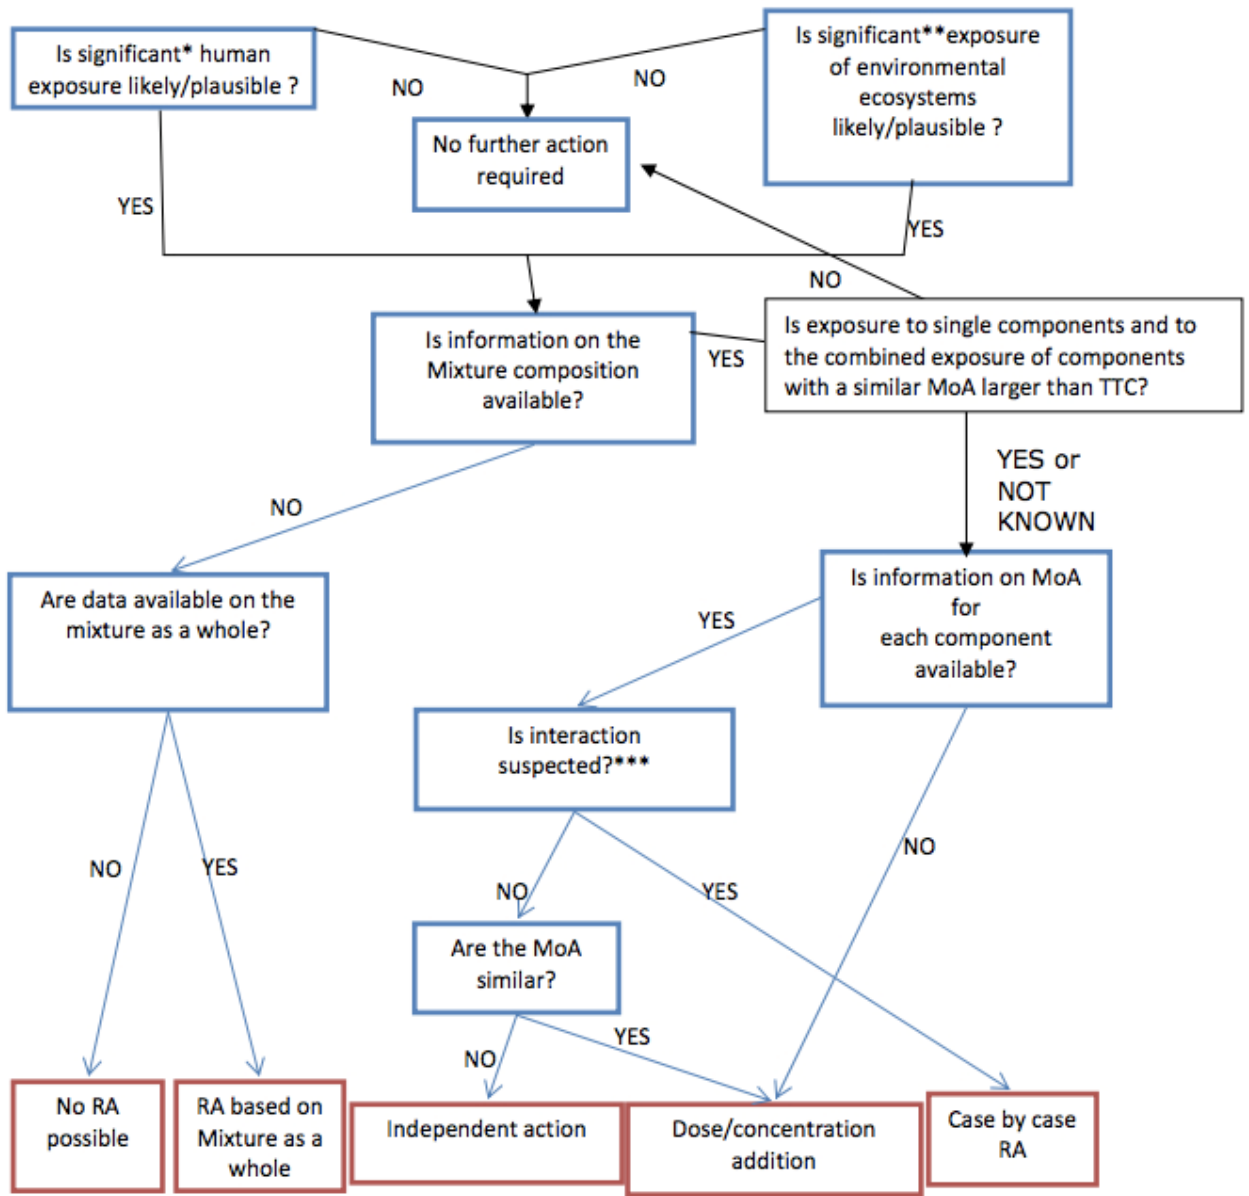 Is significant* human
exposure likely/plausible ?
NO
NO
Is significant**exposure
of environmental
ecosystems
likely/plausible ?
No further action
required
YES
YES
NO
Is information on the
Mixture composition
available?
YES
Is exposure to single components and to
the combined exposure of components
with a similar MoA larger than TTC?
YES or
NOT
KNOWN
NO
Are data available on the
mixture as a whole?
Is information on MoA
for
each component
available?
YES
Is interaction
suspected?***
NO
NO
YES
NO
YES
Are the MoA
similar?
NO
YES
No RA
possible
RA based on
Mixture as a
whole
Independent action
Dose/concentration
addition
Case by case
RA